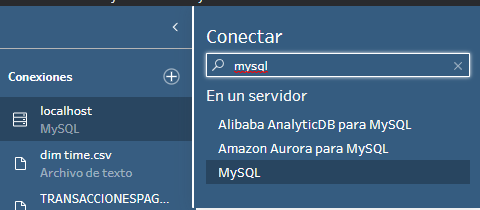 Conectar
mysql
Conexiones
En un servidor
localhost
MySQL
Alibaba AnalyticDB para MySQL
Amazon Aurora para MySQL
MySQL
dim time.csv
Archivo de texto
TRANSACCIONESPAG...